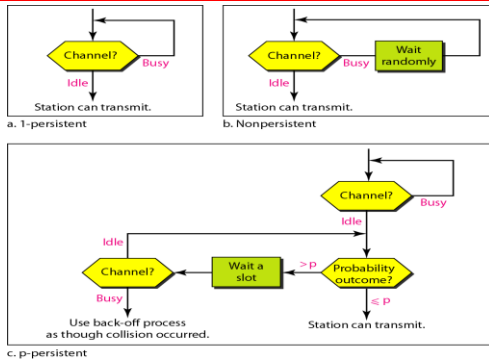 Channel?
Busy
Idle
Station can transmit.
a. 1-persistent
Channel?
Busy
Wait
randomly
Idle
Station can transmit.
b. Nonpersistent
Channel?
Busy
Idle
Idle
Channel?
Wait a
slot
>p
Probability
outcome?
Busy
⩽ p
Use back-off process
as though collision occurred.
Station can transmit.
c. p-persistent